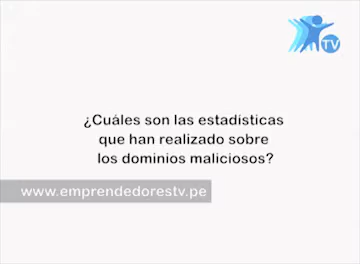 TV
¿Cuáles son las estadísticas
que han realizado sobre
los dominios maliciosos?
www.emprendedorestv.pe